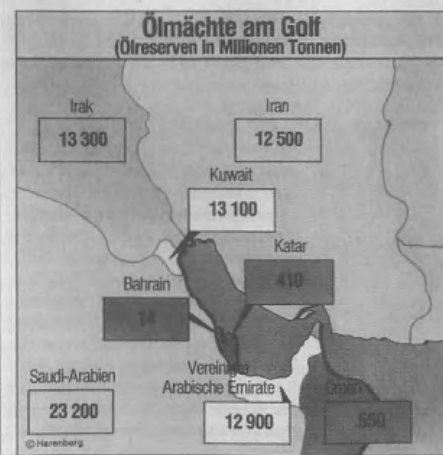 Ölmächte am Golf
(Ölreserven in Millionen Tonnen)
Irak
13 300
Iran
12 500
Kuwait
13 100
Katar
410
Bahrain
14
Saudi-Arabien
23 200
Vereinigte
Arabische Emirate
12 900
Oman
550
© Harenberg